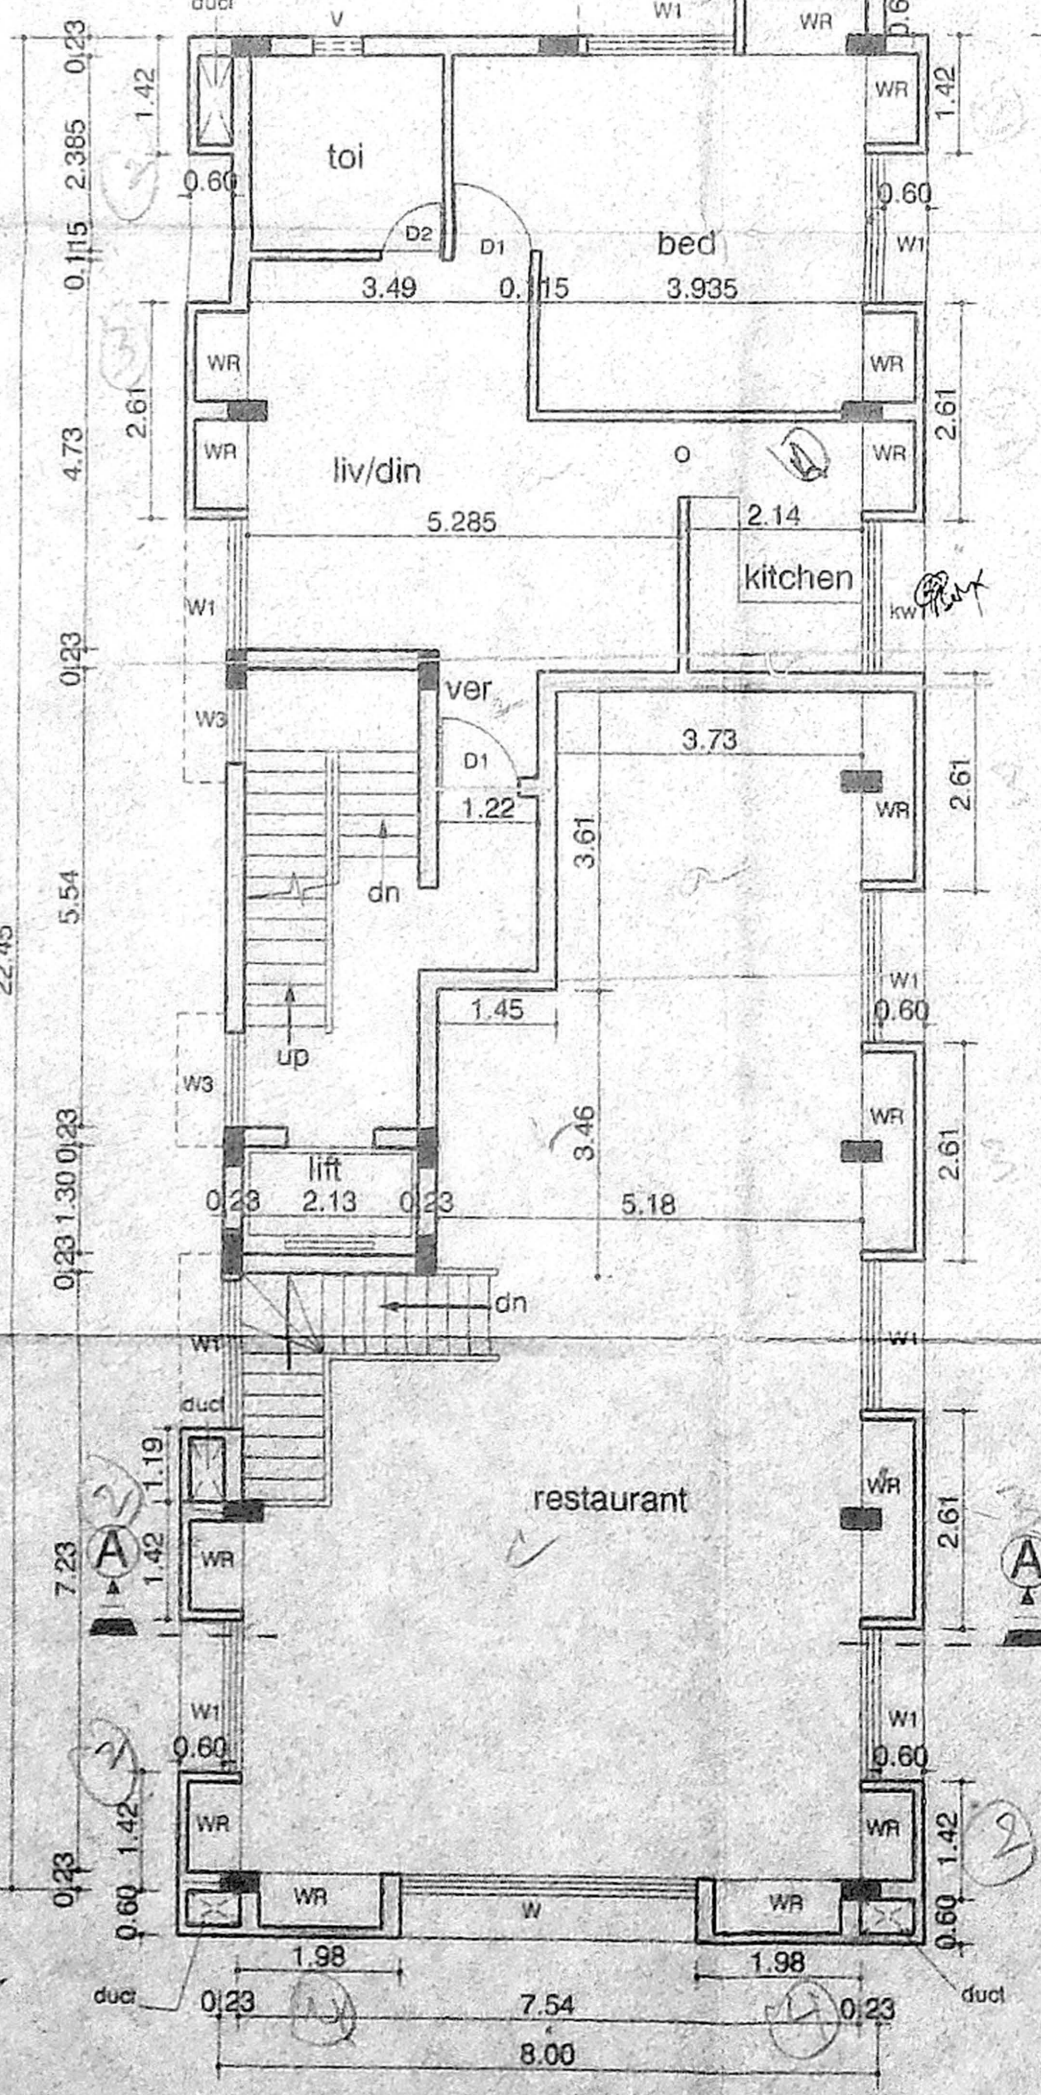 duct
V
W1
WR
0.6
0.23
1.42
WR
1.42
2.385
toi
0.60
0.60
D2
D1
bed
W1
0.115
3.49
0.115
3.935
WR
WR
2.61
2.61
4.73
WR
liv/din
O
WR
5.285
2.14
kitchen
W1
kw
0.23
ver
W3
3.73
D1
2.61
1.22
WR
3.61
dn
5.54
22.45
W1
1.45
0.60
up
W3
0.23
3.46
WR
2.61
lift
1.30
0.23
2.13
0.23
5.18
0.23
dn
W1
W1
duct
1.19
2
restaurant
WR
2.61
A
1.42
WR
A
7.23
W1
W1
0.60
0.60
1.42
WR
WR
1.42
2
0.23
WR
W
WR
0.60
0.60
1.98
1.98
duct
duct
0.23
7.54
0.23
8.00